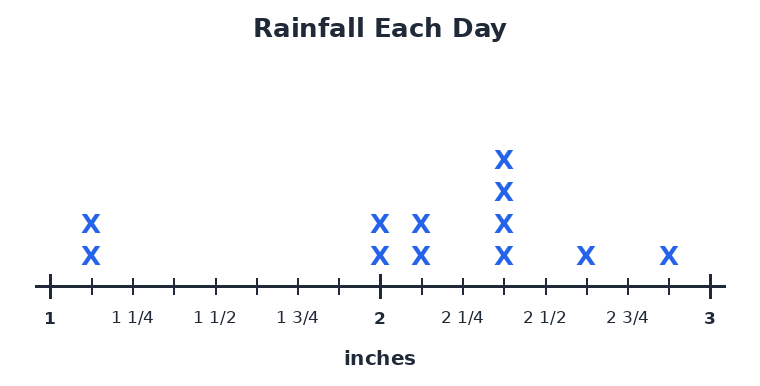 Rainfall Each Day
X
X
X X X X
X X X X X X
1 1 1/4 1 1/2 1 3/4 2 2 1/4 2 1/2 2 3/4 3
inches